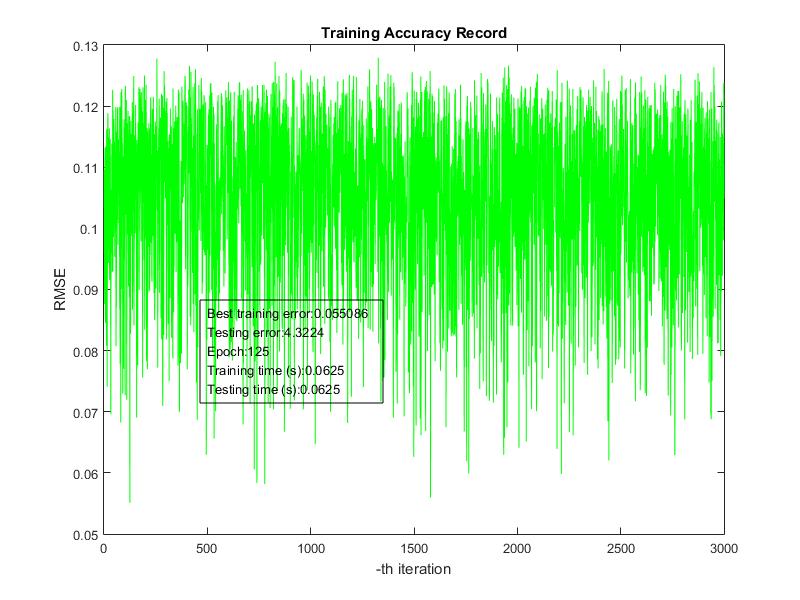 Training Accuracy Record
0.13
0.12
0.11
0.1
0.09
0.08
0.07
0.06
0.05
RMSE
Best training error:0.055086
Testing error:4.3224
Epoch:125
Training time (s):0.0625
Testing time (s):0.0625
0 500 1000 1500 2000 2500 3000
-th iteration